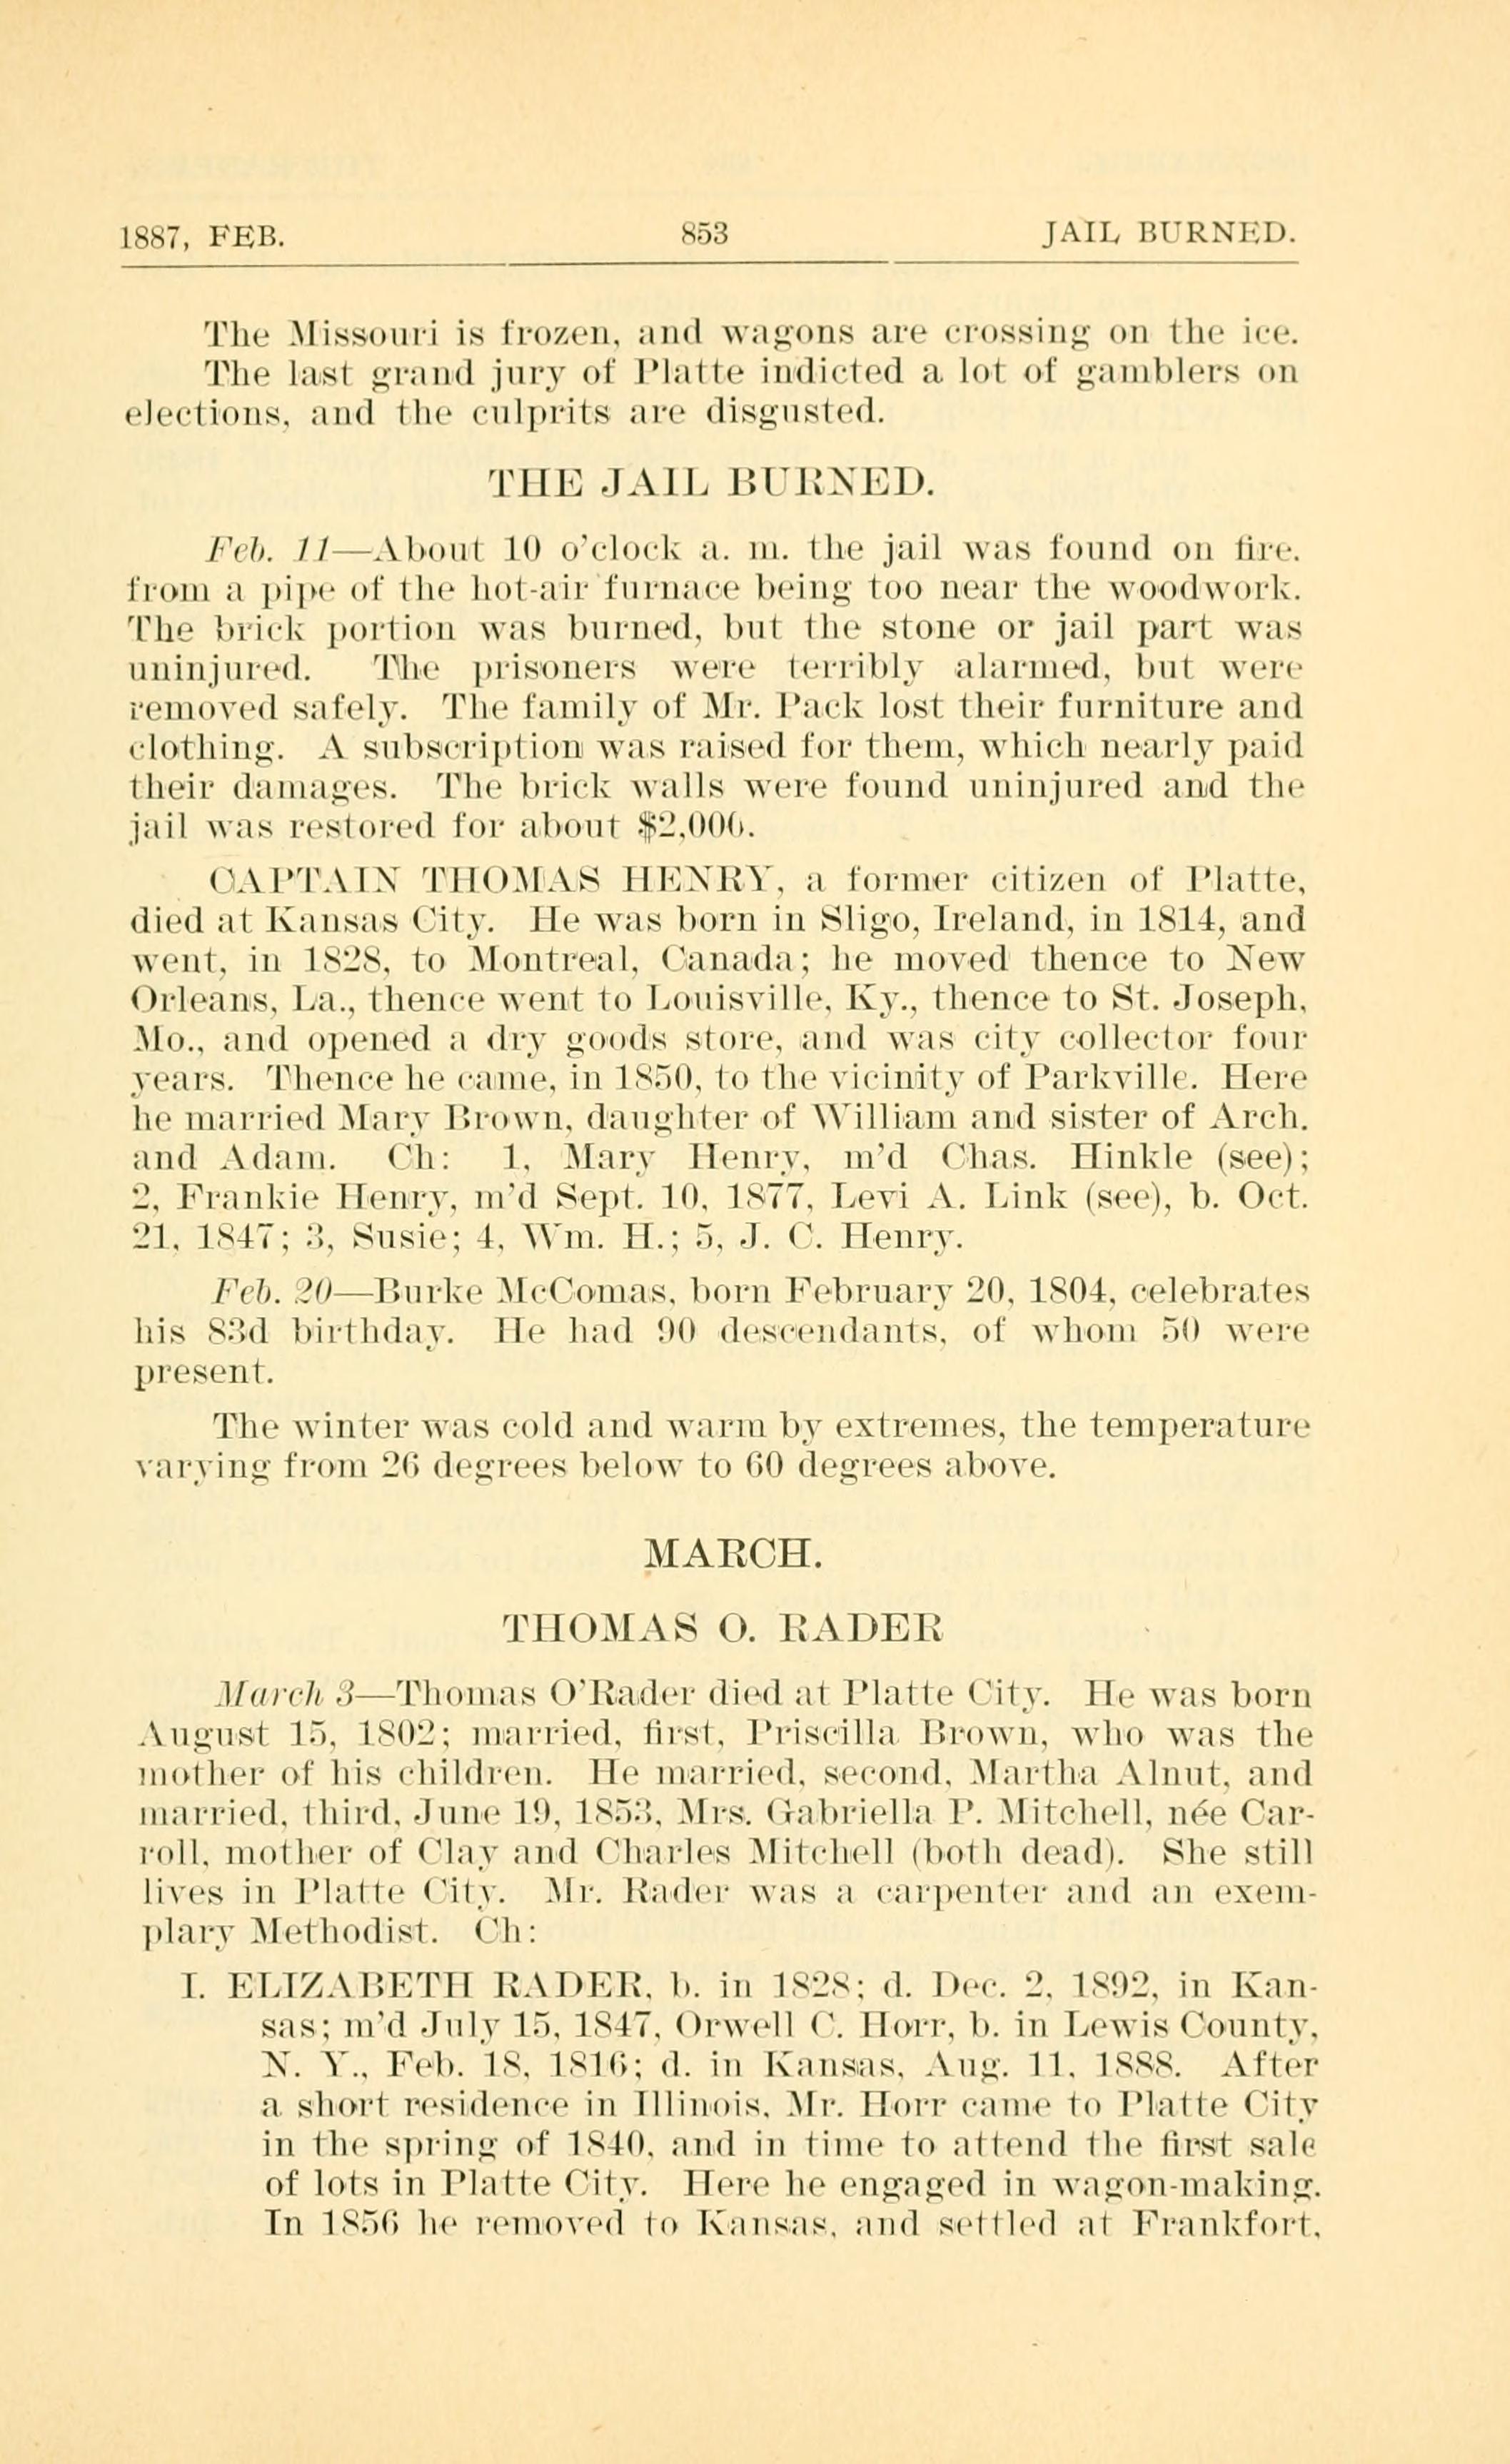 1887, FEB. 853 JAIL BURNED.
The Missouri is frozen, and wagons are crossing on the ice.
The last grand jury of Platte indicted a lot of gamblers on
elections, and the culprits are disgusted.
THE JAIL BURNED.
Feb. 11—About 10 o'clock a. m. the jail was found on fire.
from a pipe of the hot-air furnace being too near the woodwork.
The brick portion was burned, but the stone or jail part was
uninjured. The prisoners were terribly alarmed, but were
removed safely. The family of Mr. Pack lost their furniture and
clothing. A subscription was raised for them, which nearly paid
their damages. The brick walls were found uninjured and the
jail was restored for about $2,000.
CAPTAIN THOMAS HENRY, a former citizen of Platte,
died at Kansas City. He was born in Sligo, Ireland, in 1814, and
went, in 1828, to Montreal, Canada; he moved thence to New
Orleans, La., thence went to Louisville, Ky., thence to St. Joseph,
Mo., and opened a dry goods store, and was city collector four
years. Thence he came, in 1850, to the vicinity of Parkville. Here
he married Mary Brown, daughter of William and sister of Arch.
and Adam. Ch: 1, Mary Henry, m'd Chas. Hinkle (see);
2, Frankie Henry, m'd Sept. 10, 1877, Levi A. Link (see), b. Oct.
21, 1847; 3, Susie; 4, Wm. H.; 5, J. C. Henry.
Feb. 20—Burke McComas, born February 20, 1804, celebrates
his 83d birthday. He had 90 descendants, of whom 50 were
present.
The winter was cold and warm by extremes, the temperature
varying from 26 degrees below to 60 degrees above.
MARCH.
THOMAS O. RADER
March 3—Thomas O'Rader died at Platte City. He was born
August 15, 1802; married, first, Priscilla Brown, who was the
mother of his children. He married, second, Martha Alnut, and
married, third, June 19, 1853, Mrs. Gabriella P. Mitchell, née Car-
roll, mother of Clay and Charles Mitchell (both dead). She still
lives in Platte City. Mr. Rader was a carpenter and an exem-
plary Methodist. Ch:
I. ELIZABETH RADER, b. in 1828; d. Dec. 2, 1892, in Kan-
sas; m'd July 15, 1847, Orwell C. Horr, b. in Lewis County,
N. Y., Feb. 18, 1816; d. in Kansas, Aug. 11, 1888. After
a short residence in Illinois, Mr. Horr came to Platte City
in the spring of 1840, and in time to attend the first sale
of lots in Platte City. Here he engaged in wagon-making.
In 1856 he removed to Kansas, and settled at Frankfort,